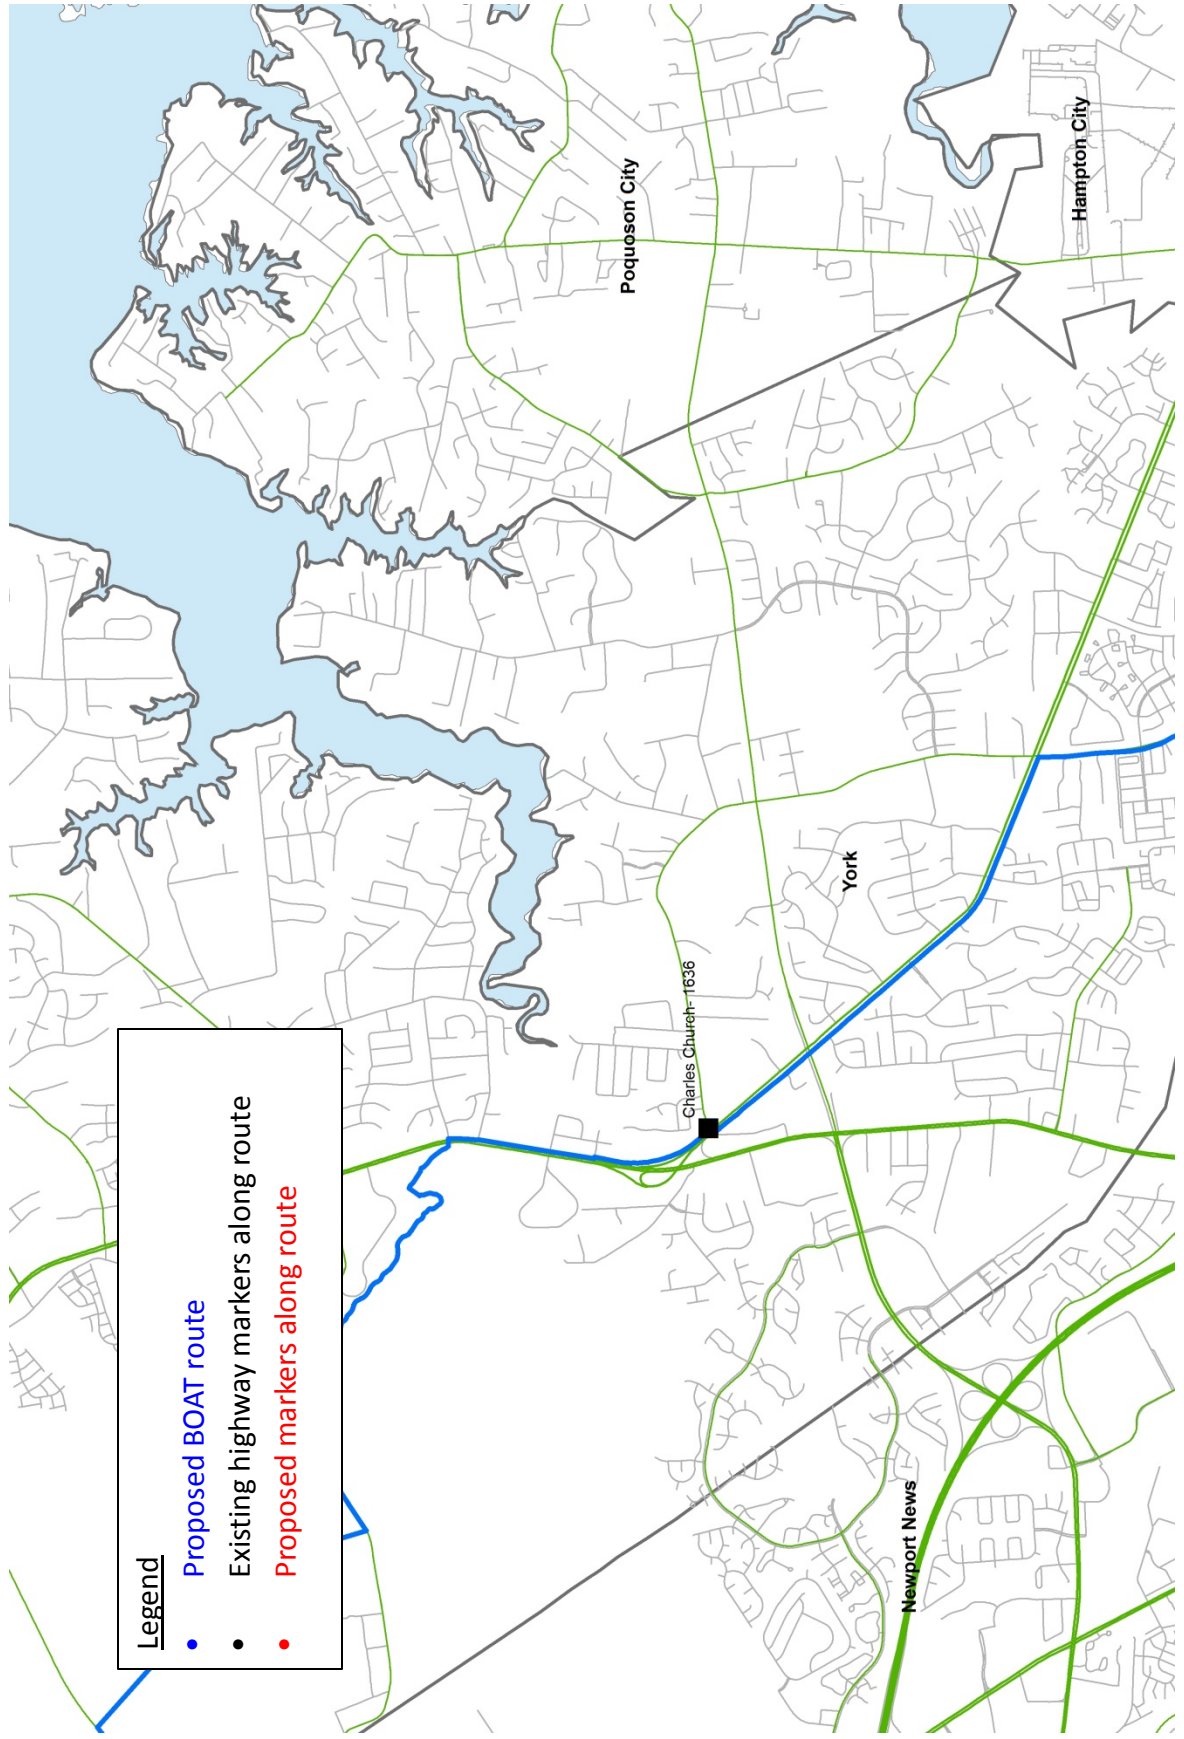 Legend
• Proposed BOAT route
• Existing highway markers along route
• Proposed markers along route
Poquoson City
Hampton City
York
Charles Church- 1636
Newport News